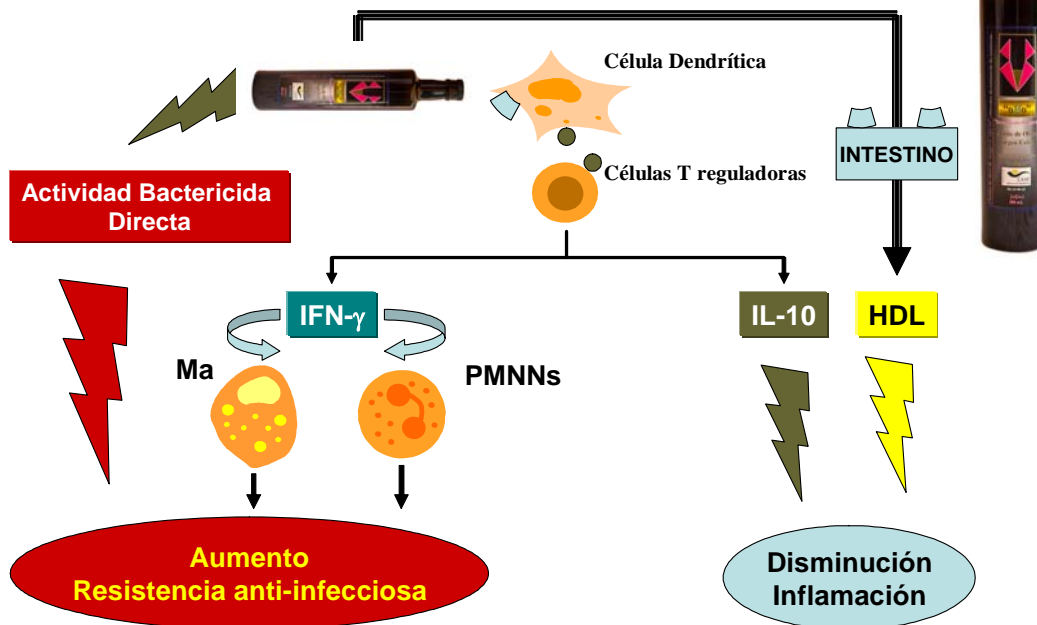 Célula Dendrítica
INTESTINO
Células T reguladoras
Actividad Bactericida
Directa
IFN-γ
IL-10
HDL
Ma
PMNNs
Aumento
Resistencia anti-infecciosa
Disminución
Inflamación